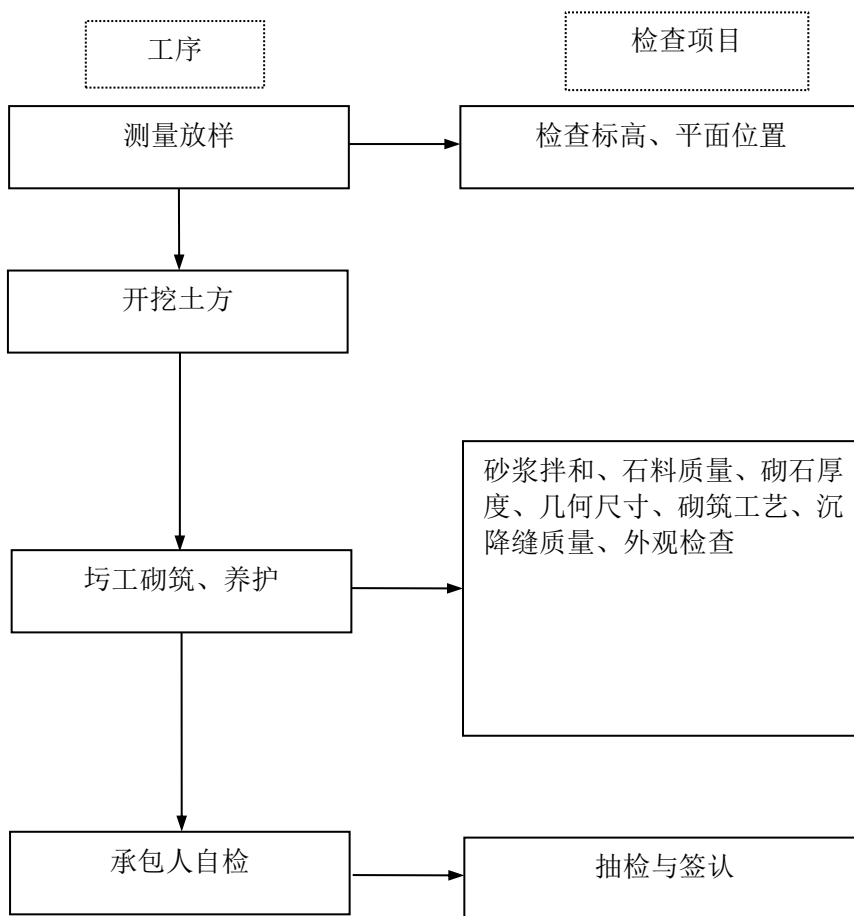 工序
检查项目
测量放样
检查标高、平面位置
开挖土方
砂浆拌和、石料质量、砌石厚
度、几何尺寸、砌筑工艺、沉
降缝质量、外观检查
圬工砌筑、养护
承包人自检
抽检与签认